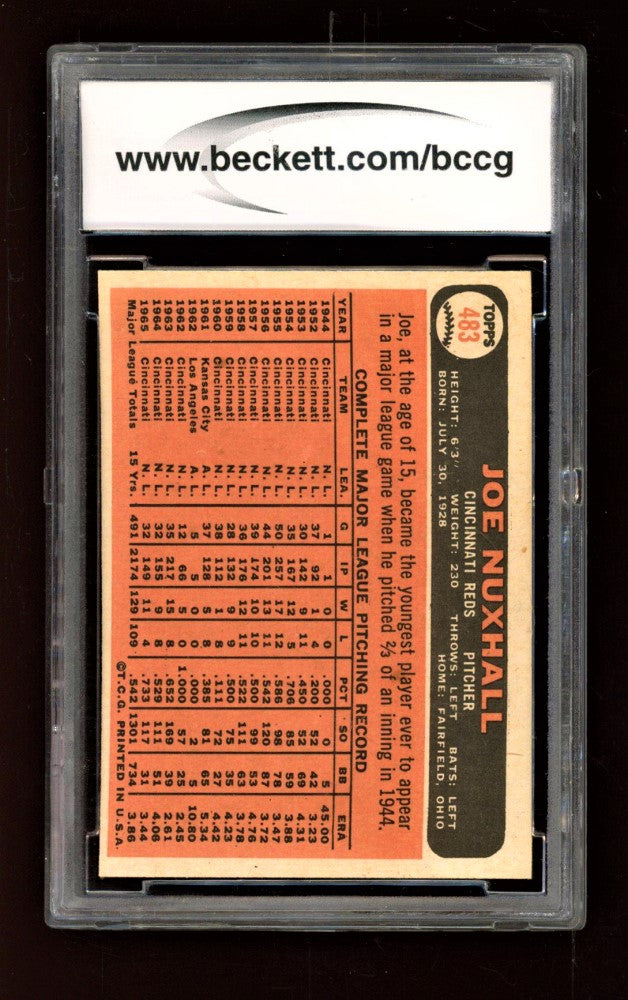 www.beckett.com/bccg
TOPPS
483
JOE NUXHALL
CINCINNATI REDS PITCHER
HEIGHT: 6'3" WEIGHT: 230 THROWS: LEFT BATS: LEFT
BORN: JULY 30, 1928 HOME: FAIRFIELD, OHIO
Joe, at the age of 15, became the youngest player ever to appear
in a major league game when he pitched ⅔ of an inning in 1944.
COMPLETE MAJOR LEAGUE PITCHING RECORD
YEAR TEAM LEA. G IP W L PCT SO BB ERA
1944 Cincinnati N. L. 1 1 0 0 .000 0 5 45.00
1952 Cincinnati N. L. 37 92 1 4 .200 52 42 3.23
1953 Cincinnati N. L. 30 142 9 11 .450 52 69 4.31
1954 Cincinnati N. L. 35 167 12 5 .706 85 59 3.88
1955 Cincinnati N. L. 50 257 17 12 .586 98 78 3.47
1956 Cincinnati N. L. 44 201 13 11 .542 120 87 3.72
1957 Cincinnati N. L. 39 174 10 10 .500 99 53 4.76
1958 Cincinnati N. L. 36 176 12 11 .522 111 63 3.78
1959 Cincinnati N. L. 28 132 9 9 .500 75 35 4.23
1960 Cincinnati N. L. 38 112 1 8 .111 72 27 4.42
1961 Kansas City A. L. 37 128 5 8 .385 81 65 5.34
1962 Los Angeles A. L. 5 5 0 0 .000 2 5 10.80
1962 Cincinnati N. L. 12 66 5 0 1.000 57 25 2.45
1963 Cincinnati N. L. 35 217 15 8 .652 169 39 2.61
1964 Cincinnati N. L. 32 155 9 8 .529 111 51 4.06
1965 Cincinnati N. L. 32 149 11 4 .733 117 31 3.44
Major League Totals 15 Yrs. 491 2174 129 109 .542 1301 734 3.86
©T.C.G. PRINTED IN U.S.A.